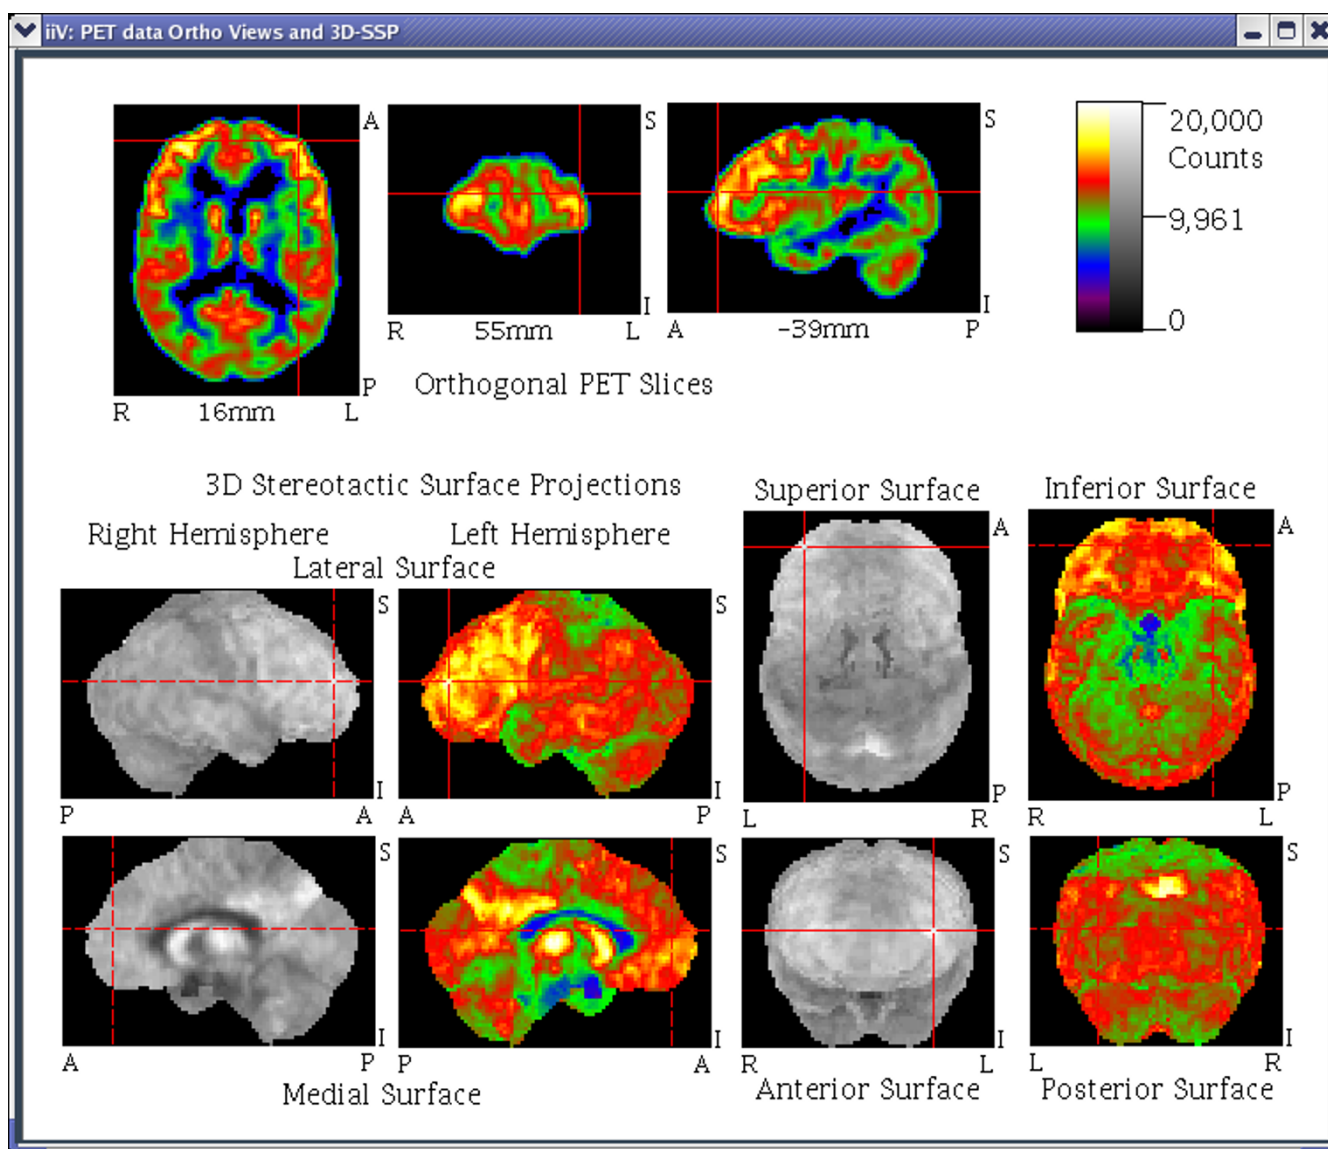 iiV: PET data Ortho Views and 3D-SSP
A S S 20,000
Counts
9,961
I I 0
R 55mm L A -39mm P
P
Orthogonal PET Slices
R 16mm L
3D Stereotactic Surface Projections
Superior Surface Inferior Surface
Right Hemisphere Left Hemisphere
A A
Lateral Surface
S S
I I P P
P A A P L R R L
S S S S
I I I I
A P P A R L L R
Medial Surface Anterior Surface Posterior Surface